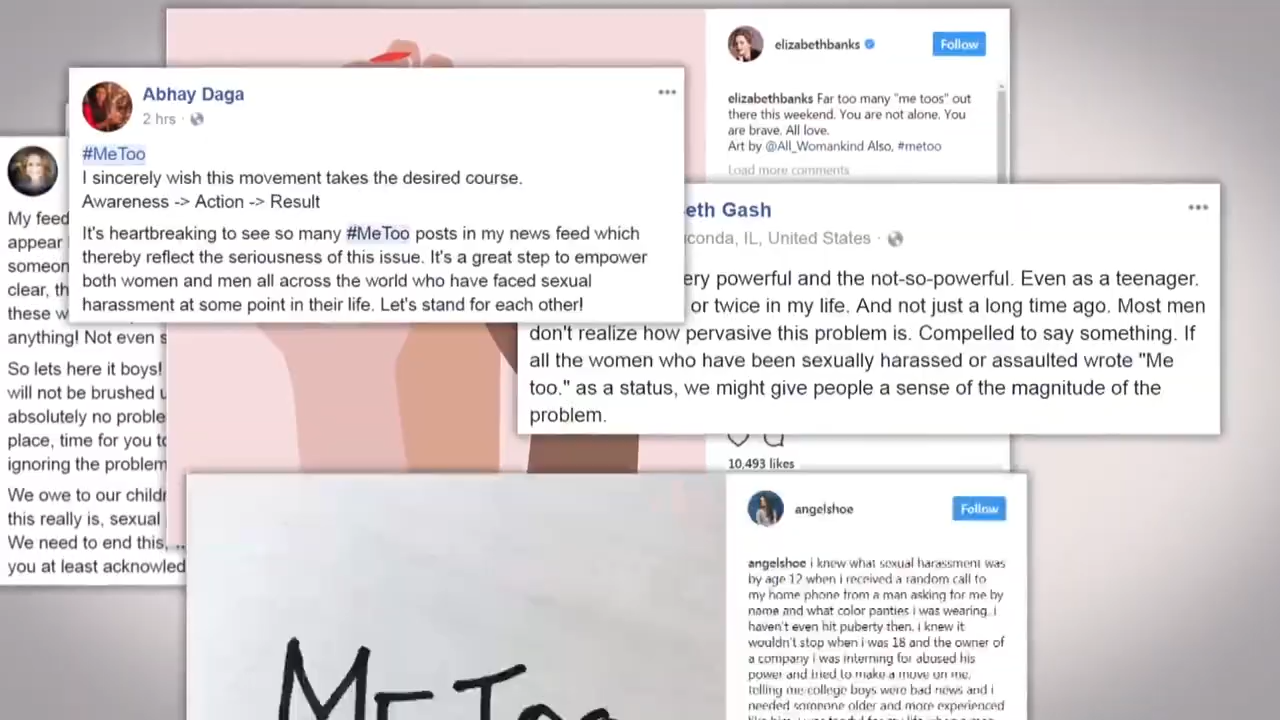 elizabethbanks
Follow
elizabethbanks Far too many "me toos" out
there this weekend. You are not alone. You
are brave. All love.
Art by @All_Womankind Also, #metoo
Load more comments
10,493 likes
Abhay Daga
2 hrs ·
#MeToo
I sincerely wish this movement takes the desired course.
Awareness -> Action -> Result
It's heartbreaking to see so many #MeToo posts in my news feed which
thereby reflect the seriousness of this issue. It's a great step to empower
both women and men all across the world who have faced sexual
harassment at some point in their life. Let's stand for each other!
My feed
appear
someon
clear, th
these w
anything! Not even s
So lets here it boys!
will not be brushed u
absolutely no proble
place, time for you to
ignoring the problem
We owe to our childr
this really is, sexual
We need to end this,
you at least acknowled
eth Gash
conda, IL, United States ·
ery powerful and the not-so-powerful. Even as a teenager.
or twice in my life. And not just a long time ago. Most men
don't realize how pervasive this problem is. Compelled to say something. If
all the women who have been sexually harassed or assaulted wrote "Me
too." as a status, we might give people a sense of the magnitude of the
problem.
Me Too
angelshoe
Follow
angelshoe i knew what sexual harassment was
by age 12 when i received a random call to
my home phone from a man asking for me by
name and what color panties i was wearing. i
haven't even hit puberty then. i knew it
wouldn't stop when i was 18 and the owner of
a company i was interning for abused his
power and tried to make a move on me.
telling me college boys were bad news and i
needed someone older and more experienced